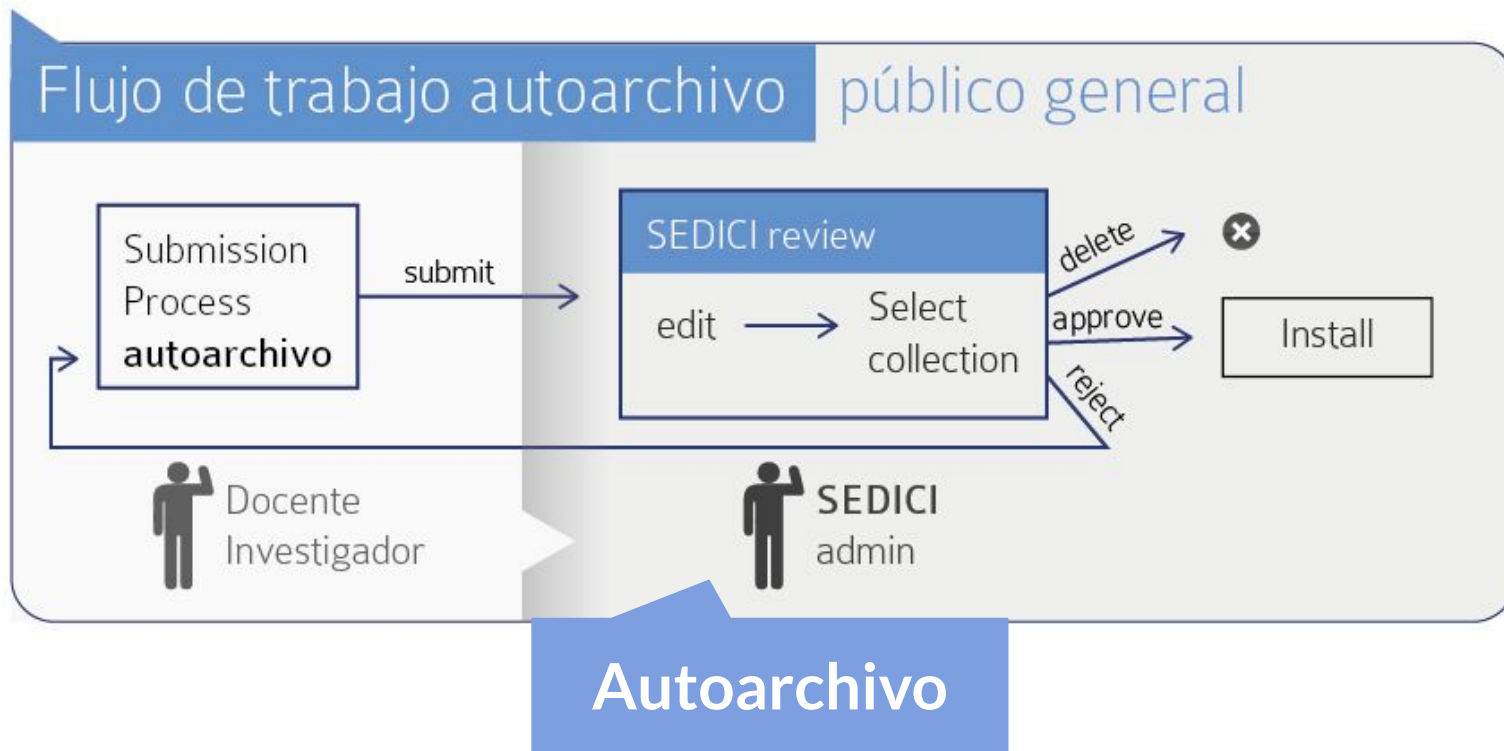 Flujo de trabajo autoarchivo público general
Submission
Process
autoarchivo
submit
SEDICI review
edit
Select
collection
delete
approve
reject
Install
Docente
Investigador
SEDICI
admin
Autoarchivo